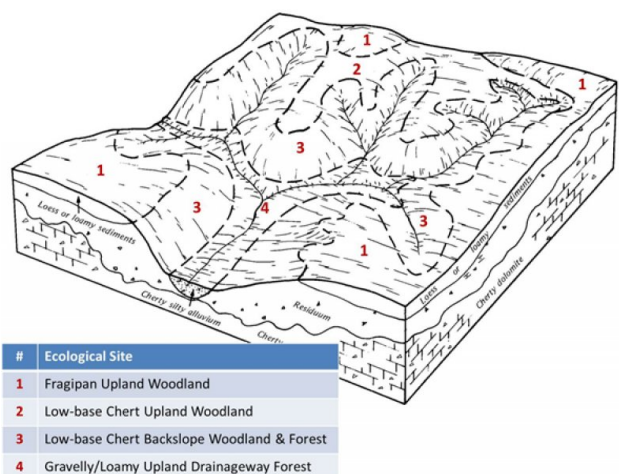 1
2
1
3
1
3
4
3
1
Loess or loamy sediments
Cherty silty alluvium
Residuum
Cherty
Loess or loamy sediments
Cherty dolomite
# Ecological Site
1 Fragipan Upland Woodland
2 Low-base Chert Upland Woodland
3 Low-base Chert Backslope Woodland & Forest
4 Gravelly/Loamy Upland Drainageway Forest